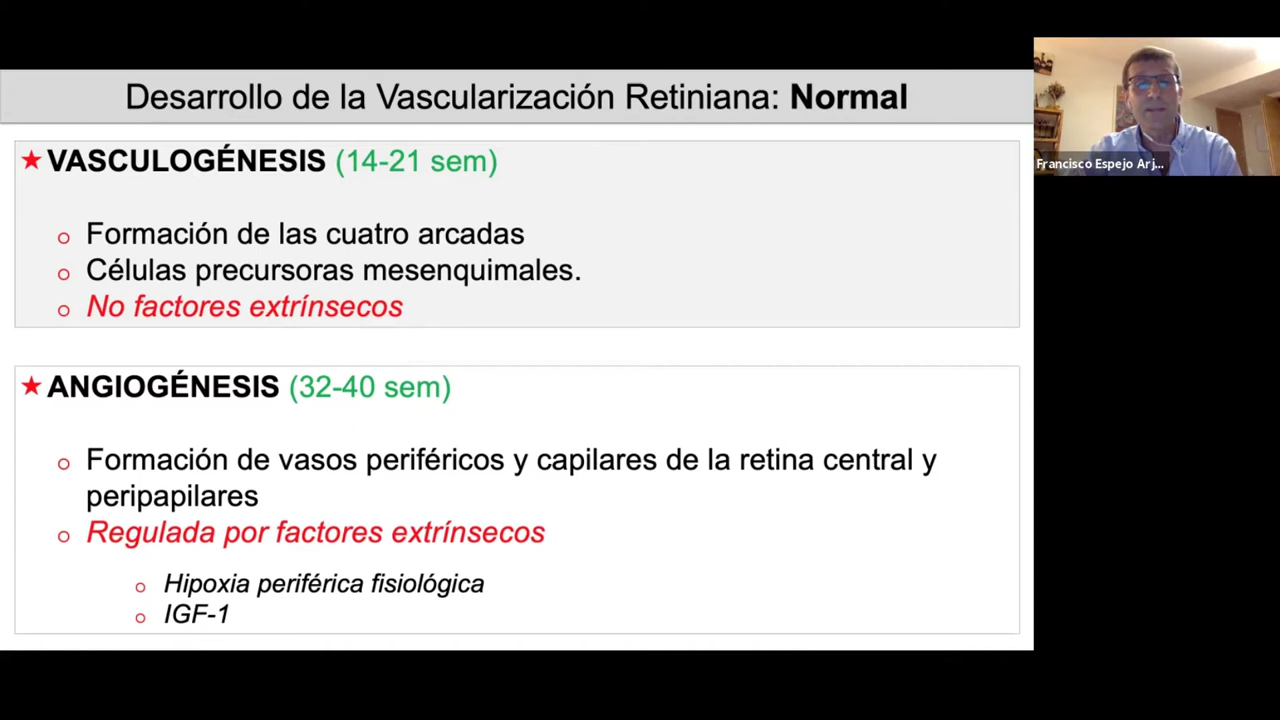 Desarrollo de la Vascularización Retiniana: Normal
Francisco Espejo Arj...
★ VASCULOGÉNESIS (14-21 sem)
o Formación de las cuatro arcadas
o Células precursoras mesenquimales.
o No factores extrínsecos
★ ANGIOGÉNESIS (32-40 sem)
o Formación de vasos periféricos y capilares de la retina central y
peripapilares
o Regulada por factores extrínsecos
o Hipoxia periférica fisiológica
o IGF-1